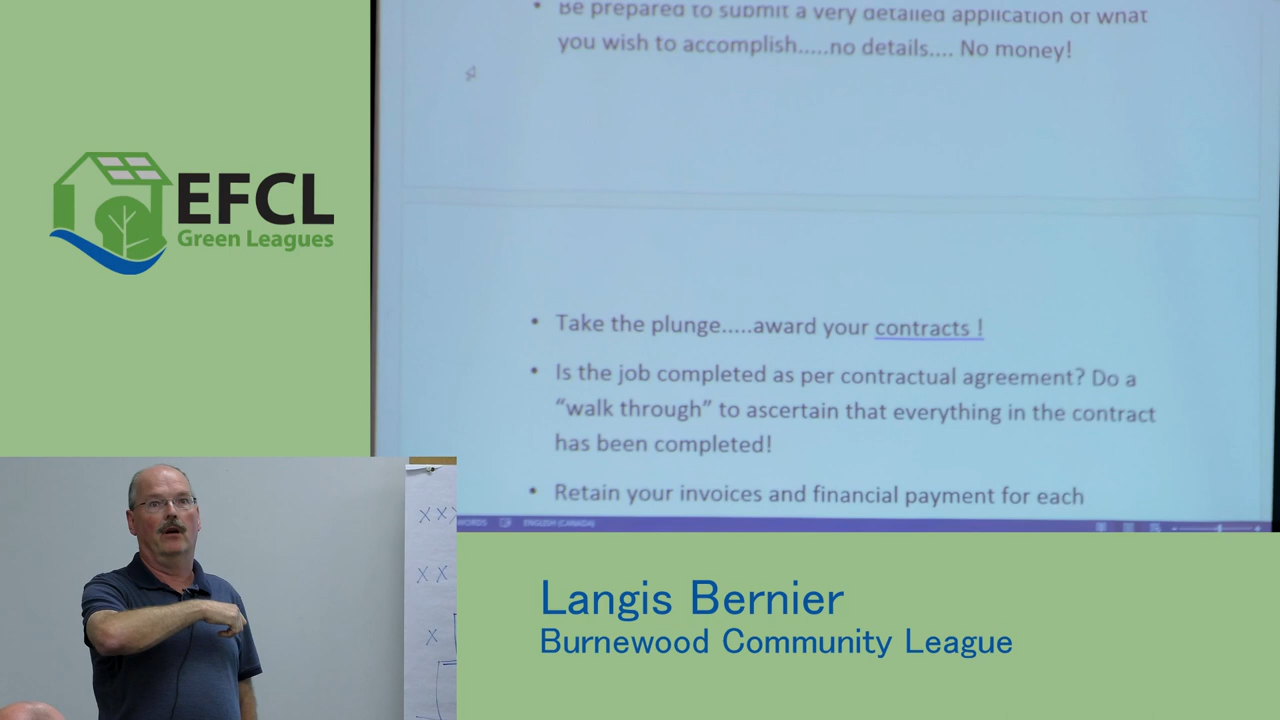 Be prepared to submit a very detailed application of what
you wish to accomplish.....no details.... No money!
EFCL
Green Leagues
Take the plunge.....award your contracts !
Is the job completed as per contractual agreement? Do a
“walk through” to ascertain that everything in the contract
has been completed!
Retain your invoices and financial payment for each
WORDS ENGLISH (CANADA)
XXX
XX
X
Langis Bernier
Burnewood Community League